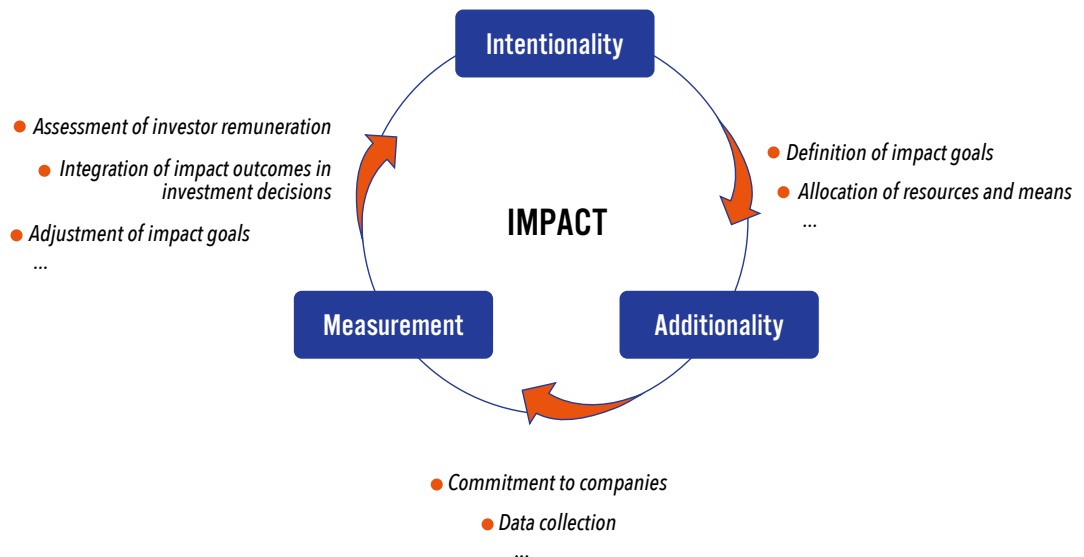 Intentionality
Assessment of investor remuneration
Integration of impact outcomes in
investment decisions
Adjustment of impact goals
...
Definition of impact goals
Allocation of resources and means
...
IMPACT
Measurement
Additionality
Commitment to companies
Data collection
...